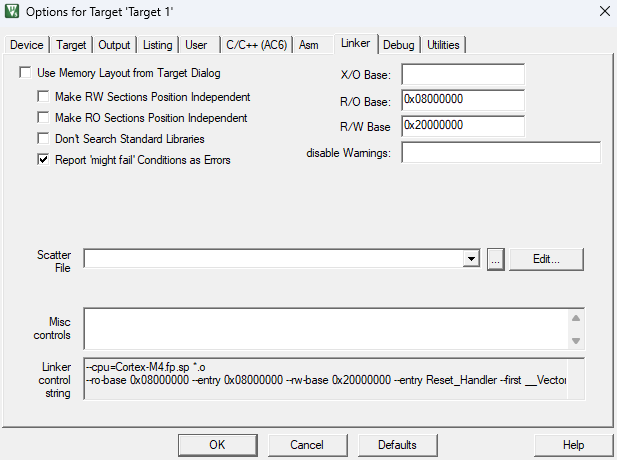 Options for Target 'Target 1'
Device Target Output Listing User C/C++ (AC6) Asm Linker Debug Utilities
Use Memory Layout from Target Dialog
Make RW Sections Position Independent
Make RO Sections Position Independent
Don't Search Standard Libraries
Report 'might fail' Conditions as Errors
X/O Base:
R/O Base: 0x08000000
R/W Base 0x20000000
disable Warnings:
Scatter
File
... Edit...
Misc
controls
Linker
control
string
--cpu=Cortex-M4.fp.sp *.o
--ro-base 0x08000000 --entry 0x08000000 --rw-base 0x20000000 --entry Reset_Handler --first __Vector
OK Cancel Defaults Help